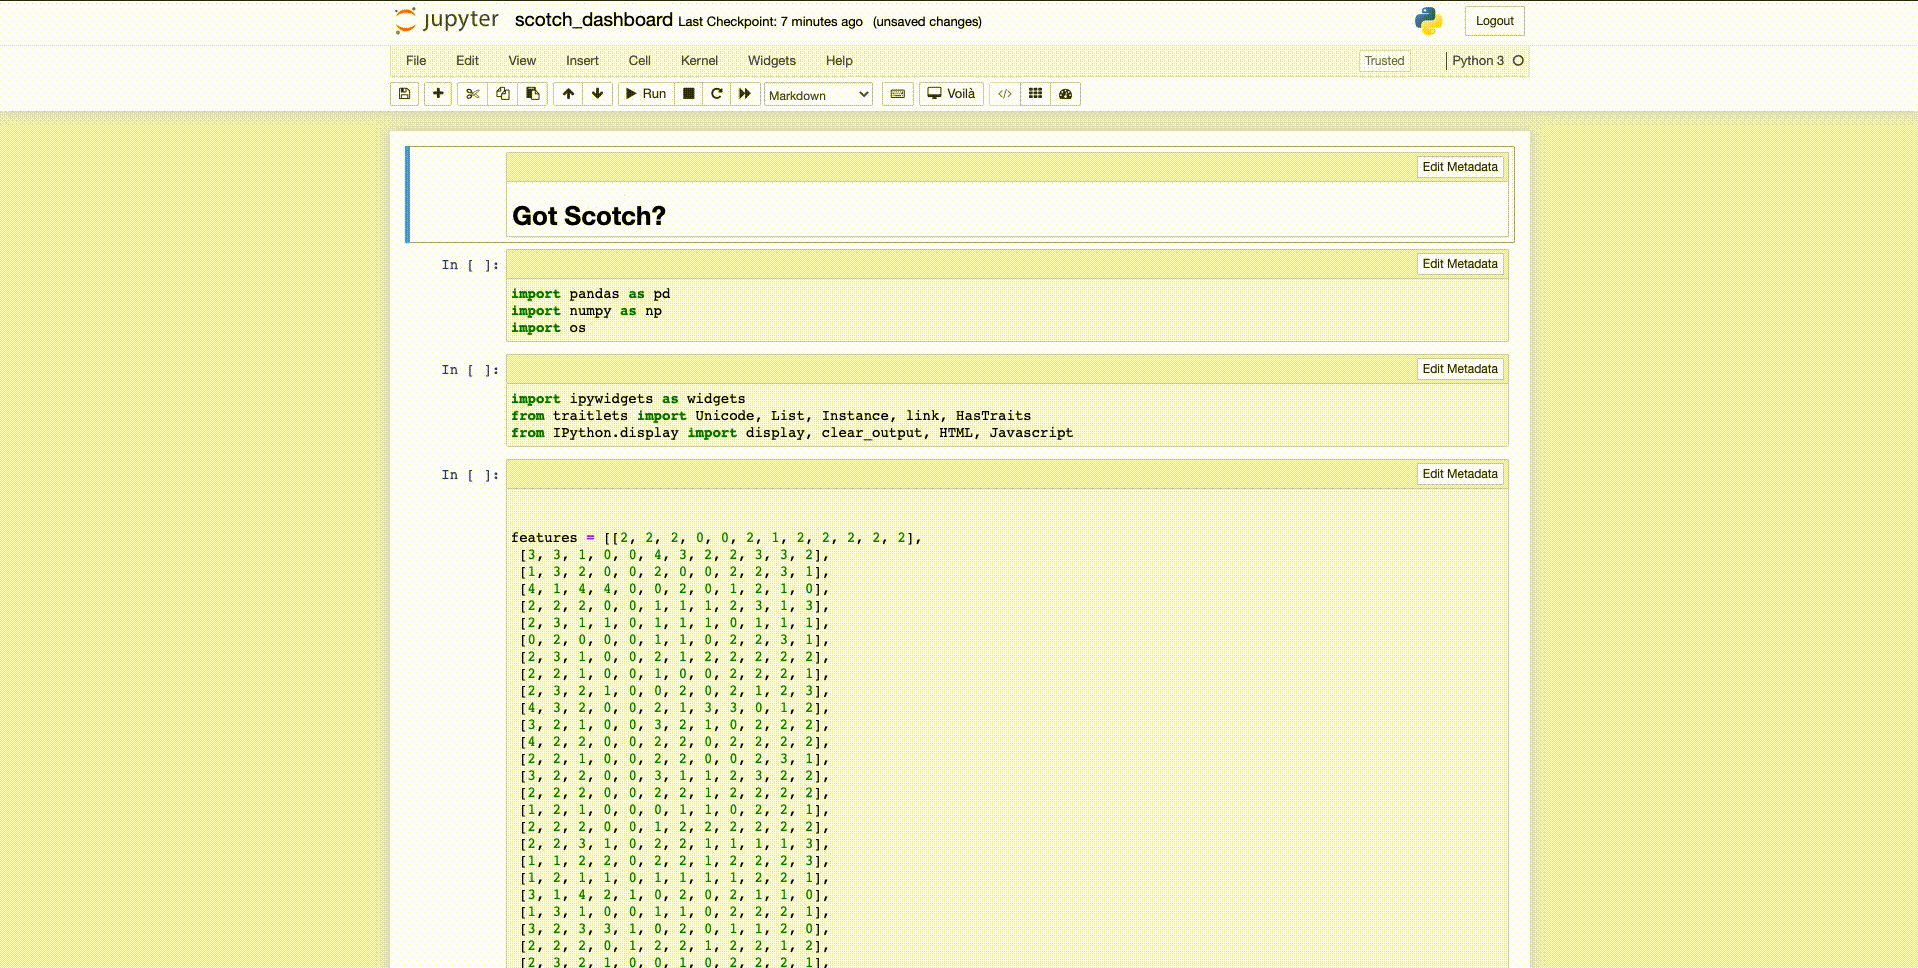 jupyter scotch_dashboard Last Checkpoint: 7 minutes ago (unsaved changes) Logout
File Edit View Insert Cell Kernel Widgets Help Trusted Python 3
Run Markdown Voilà </>
Edit Metadata
Got Scotch?
In [ ]: Edit Metadata
import pandas as pd
import numpy as np
import os
In [ ]: Edit Metadata
import ipywidgets as widgets
from traitlets import Unicode, List, Instance, link, HasTraits
from IPython.display import display, clear_output, HTML, Javascript
In [ ]: Edit Metadata
features = [[2, 2, 2, 0, 0, 2, 1, 2, 2, 2, 2, 2],
[3, 3, 1, 0, 0, 4, 3, 2, 2, 3, 3, 2],
[1, 3, 2, 0, 0, 2, 0, 0, 2, 2, 3, 1],
[4, 1, 4, 4, 0, 0, 2, 0, 1, 2, 1, 0],
[2, 2, 2, 0, 0, 1, 1, 1, 2, 3, 1, 3],
[2, 3, 1, 1, 0, 1, 1, 1, 0, 1, 1, 1],
[0, 2, 0, 0, 0, 1, 1, 0, 2, 2, 3, 1],
[2, 3, 1, 0, 0, 2, 1, 2, 2, 2, 2, 2],
[2, 2, 1, 0, 0, 1, 0, 0, 2, 2, 2, 1],
[2, 3, 2, 1, 0, 0, 2, 0, 2, 1, 2, 3],
[4, 3, 2, 0, 0, 2, 1, 3, 3, 0, 1, 2],
[3, 2, 1, 0, 0, 3, 2, 1, 0, 2, 2, 2],
[4, 2, 2, 0, 0, 2, 2, 0, 2, 2, 2, 2],
[2, 2, 1, 0, 0, 2, 2, 0, 0, 2, 3, 1],
[3, 2, 2, 0, 0, 3, 1, 1, 2, 3, 2, 2],
[2, 2, 2, 0, 0, 2, 2, 1, 2, 2, 2, 2],
[1, 2, 1, 0, 0, 0, 1, 1, 0, 2, 2, 1],
[2, 2, 2, 0, 0, 1, 2, 2, 2, 2, 2, 2],
[2, 2, 3, 1, 0, 2, 2, 1, 1, 1, 1, 3],
[1, 1, 2, 2, 0, 2, 2, 1, 2, 2, 2, 3],
[1, 2, 1, 1, 0, 1, 1, 1, 1, 2, 2, 1],
[3, 1, 4, 2, 1, 0, 2, 0, 2, 1, 1, 0],
[1, 3, 1, 0, 0, 1, 1, 0, 2, 2, 2, 1],
[3, 2, 3, 3, 1, 0, 2, 0, 1, 1, 2, 0],
[2, 2, 2, 0, 1, 2, 2, 1, 2, 2, 1, 2],
[2, 3, 2, 1, 0, 0, 1, 0, 2, 2, 2, 1],